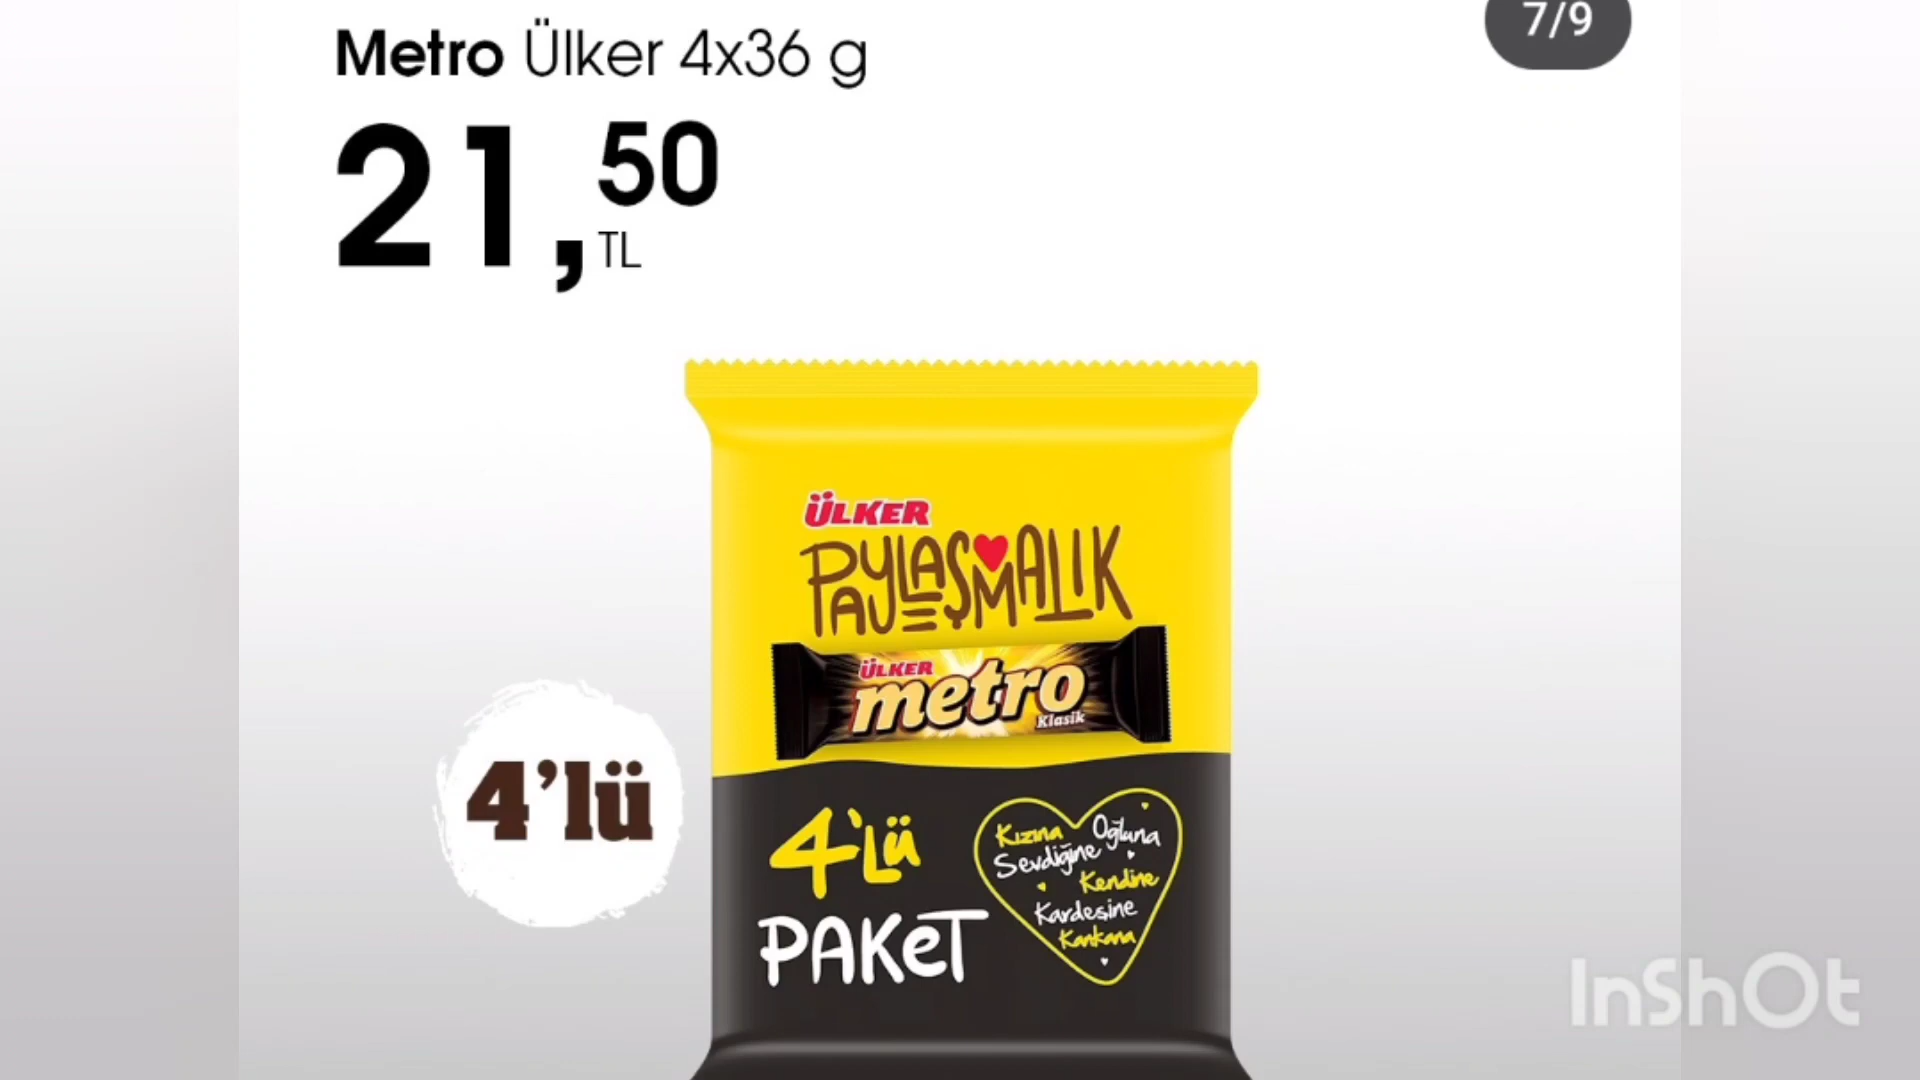 Metro Ülker 4x36 g
7/9
21,50
TL
ÜLKER
PAYLAŞMALIK
ÜLKER
metro
Klasik
4'lü
4'LÜ
PAKeT
Kızına Oğluna
Sevdiğine
Kendine
Kardeşine
Kankana
InShOt